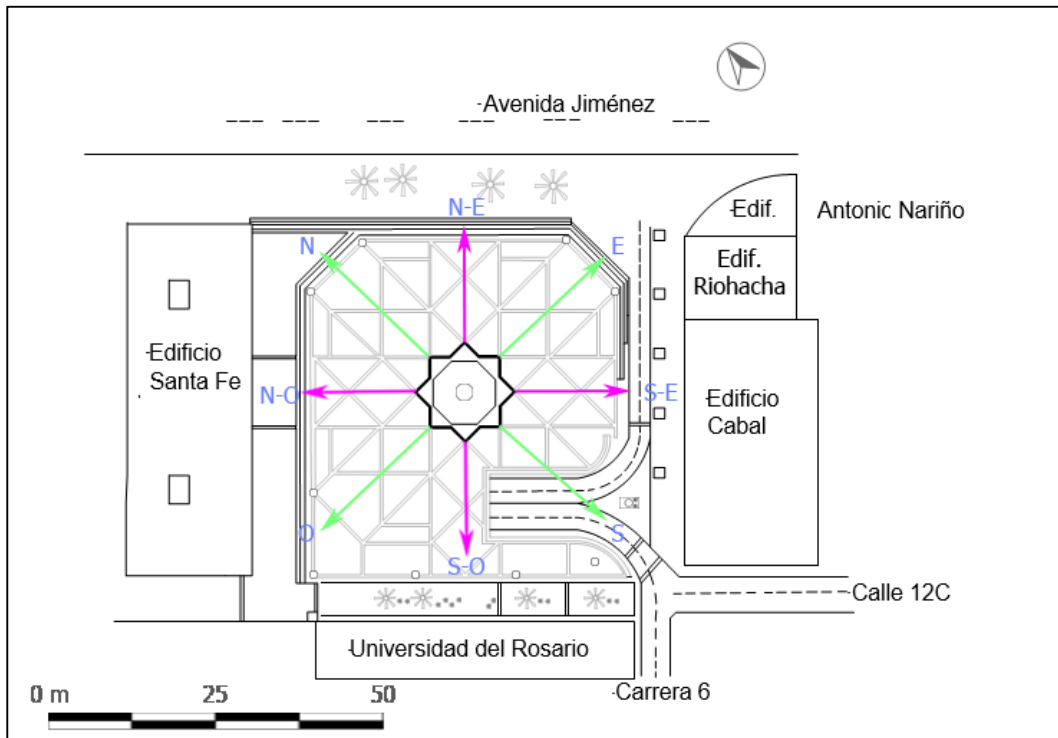 -Avenida Jiménez
N-E
N
E
-Edif.
Antonic Nariño
Edif.
Riohacha
-Edificio
Santa Fe
N-O
S-E
-Edificio
Cabal
O
S
S-O
-Calle 12C
-Universidad del Rosario
-Carrera 6
0 m
25
50